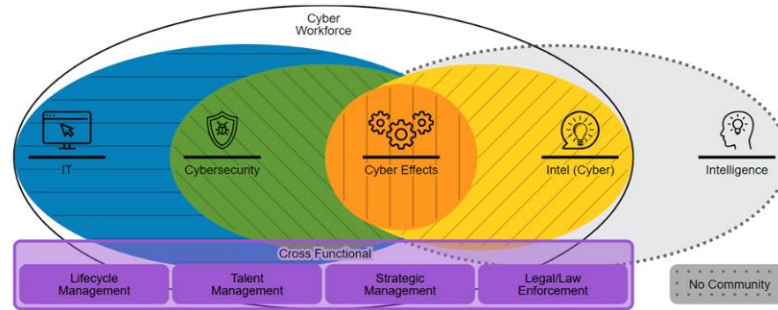 Cyber
Workforce
IT
Cybersecurity
Cyber Effects
Intel (Cyber)
Intelligence
Cross Functional
Lifecycle
Management
Talent
Management
Strategic
Management
Legal/Law
Enforcement
No Community